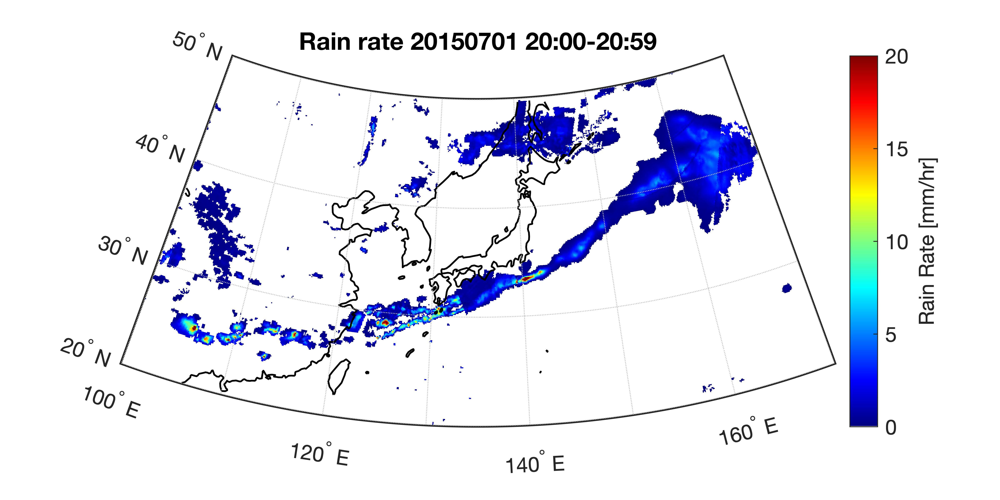 Rain rate 20150701 20:00-20:59
50° N
40° N
30° N
20° N
100° E
120° E
140° E
160° E
20
15
10
5
0
Rain Rate [mm/hr]